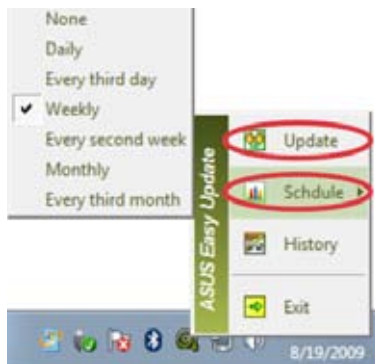 None
Daily
Every third day
Weekly
Every second week
Monthly
Every third month
ASUS Easy Update
Update
Schdule
History
Exit
8/19/2009